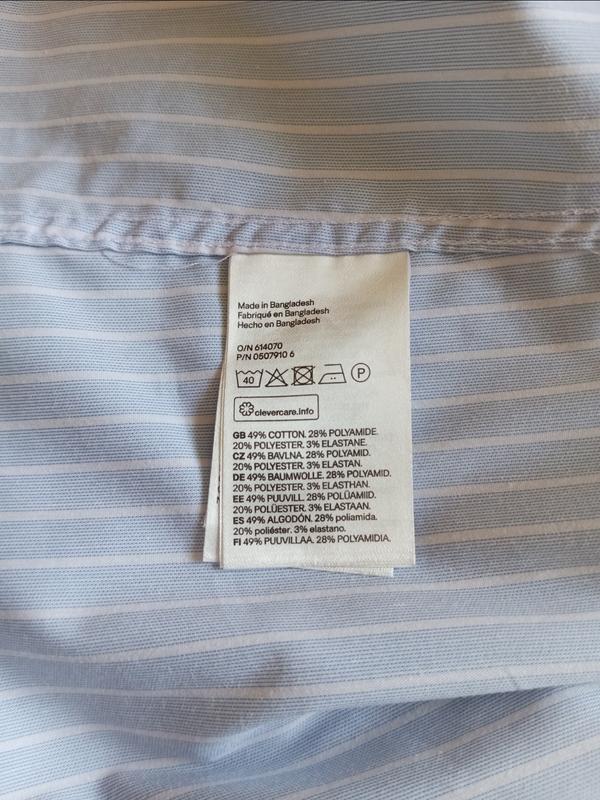 Made in Bangladesh
Fabriqué en Bangladesh
Hecho en Bangladesh
O/N 614070
P/N 0507910 6
40 P
clevercare.info
GB 49% COTTON. 28% POLYAMIDE.
20% POLYESTER. 3% ELASTANE.
CZ 49% BAVLNA. 28% POLYAMID.
20% POLYESTER. 3% ELASTAN.
DE 49% BAUMWOLLE. 28% POLYAMID.
20% POLYESTER. 3% ELASTHAN.
EE 49% PUUVILL. 28% POLÜAMIID.
20% POLÜESTER. 3% ELASTAAN.
ES 49% ALGODÓN. 28% poliamida.
20% poliéster. 3% elastano.
FI 49% PUUVILLAA. 28% POLYAMIDIA.